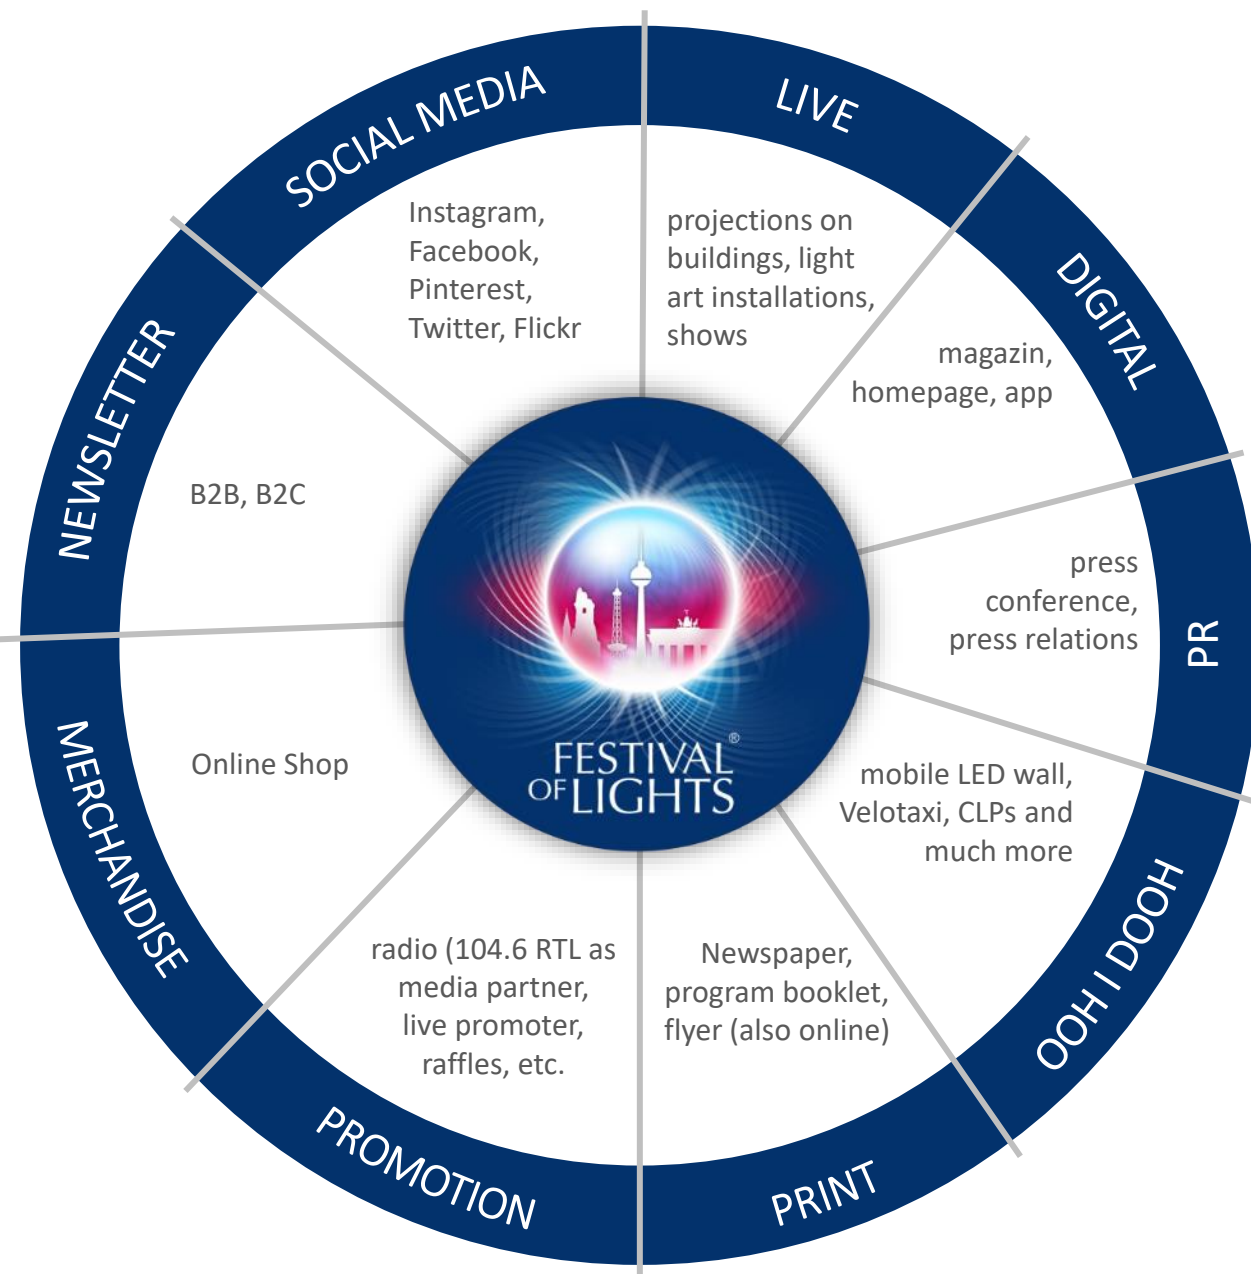 SOCIAL MEDIA
Instagram,
Facebook,
Pinterest,
Twitter, Flickr
LIVE
projections on
buildings, light
art installations,
shows
DIGITAL
magazin,
homepage, app
PR
press
conference,
press relations
OOH I DOOH
mobile LED wall,
Velotaxi, CLPs and
much more
PRINT
Newspaper,
program booklet,
flyer (also online)
PROMOTION
radio (104.6 RTL as
media partner,
live promoter,
raffles, etc.
MERCHANDISE
Online Shop
NEWSLETTER
B2B, B2C
FESTIVAL®
OF LIGHTS